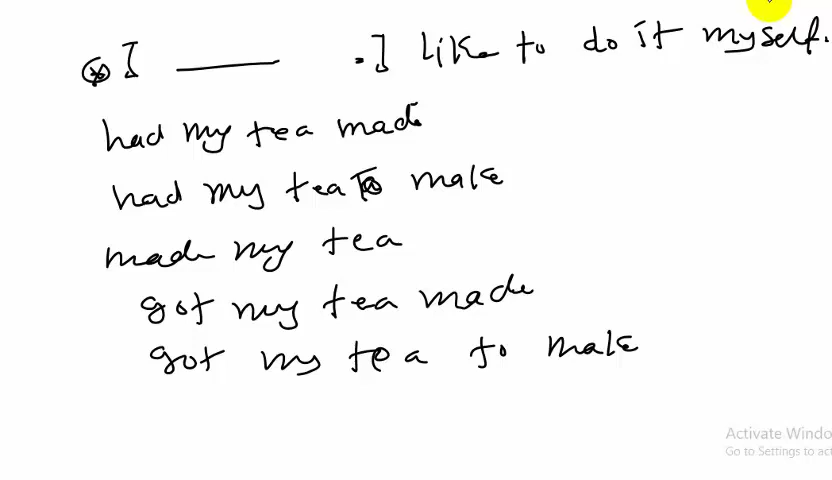 I ____ . I like to do it myself.
had my tea made
had my tea to make
made my tea
got my tea made
got my tea to make
Activate Windo
Go to Settings to act